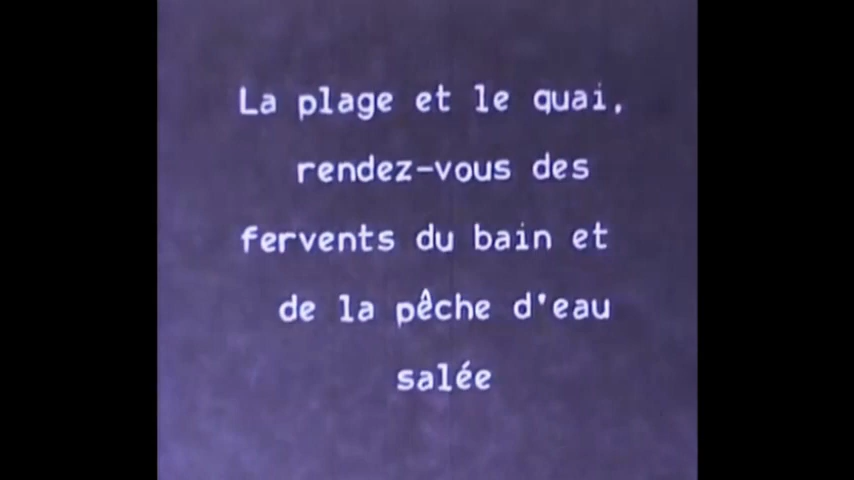 La plage et le quai,
rendez-vous des
fervents du bain et
de la pêche d'eau
salée